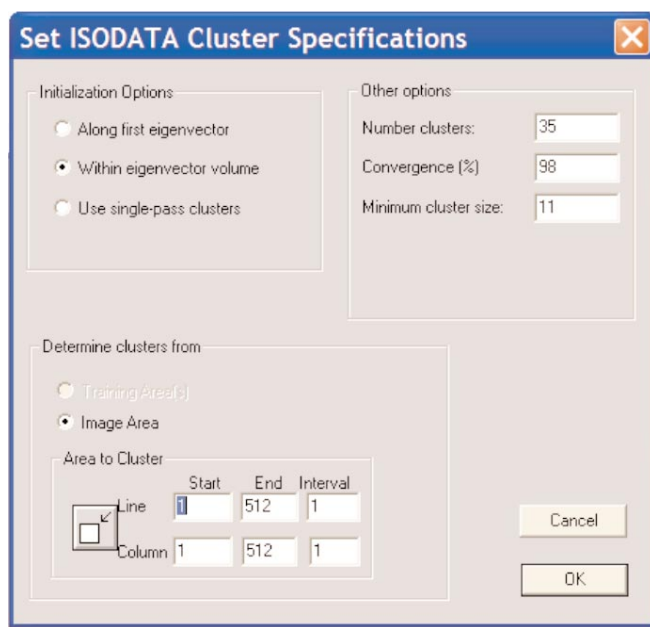 Set ISODATA Cluster Specifications
Initialization Options
Along first eigenvector
Within eigenvector volume
Use single-pass clusters
Other options
Number clusters: 35
Convergence (%) 98
Minimum cluster size: 11
Determine clusters from
Training Area(s)
Image Area
Area to Cluster
Start End Interval
Line 1 512 1
Column 1 512 1
Cancel
OK